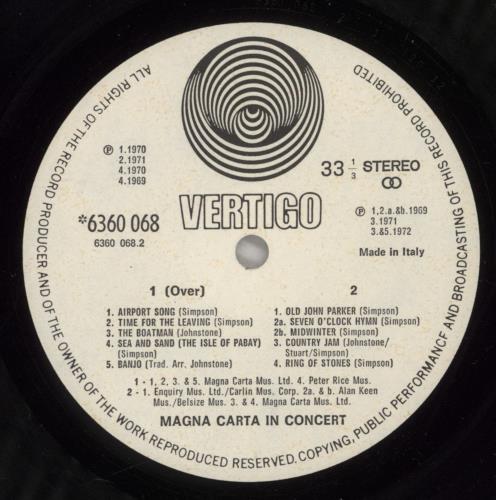 ALL RIGHTS OF THE RECORD PRODUCER AND OF THE OWNER OF THE WORK REPRODUCED RESERVED. COPYING, PUBLIC PERFORMANCE AND BROADCASTING OF THIS RECORD PROHIBITED
℗ 1.1970
2.1971
4.1970
4.1969
33 1/3 STEREO
*6360 068
6360 068.2
VERTIGO
℗ 1,2.a.&b.1969
3.1971
3.&5.1972
Made in Italy
1 (Over)
1. AIRPORT SONG (Simpson)
2. TIME FOR THE LEAVING (Simpson)
3. THE BOATMAN (Johnstone)
4. SEA AND SAND (THE ISLE OF PABAY)
(Simpson)
5. BANJO (Trad. Arr. Johnstone)
2
1. OLD JOHN PARKER (Simpson)
2a. SEVEN O'CLOCK HYMN (Simpson)
2b. MIDWINTER (Simpson)
3. COUNTRY JAM (Johnstone/
Stuart/Simpson)
4. RING OF STONES (Simpson)
1 - 1, 2, 3. & 5. Magna Carta Mus. Ltd. 4. Peter Rice Mus.
2 - 1. Enquiry Mus. Ltd./Carlin Mus. Corp. 2a. & b. Alan Keen
Mus./Belsize Mus. 3. & 4. Magna Carta Mus. Ltd.
MAGNA CARTA IN CONCERT